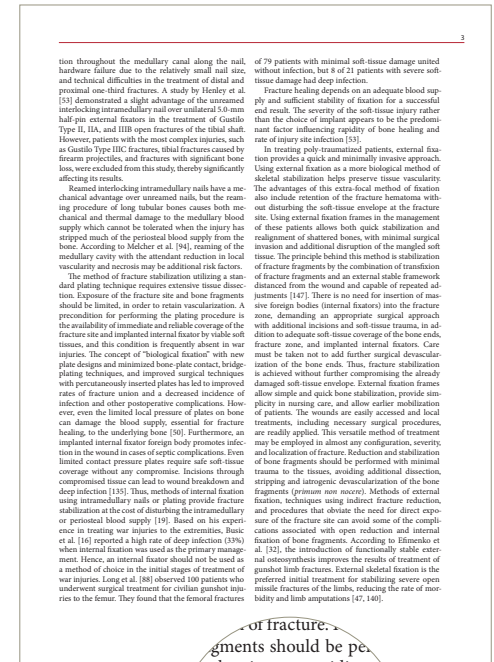 3
tion throughout the medullary canal along the nail,
hardware failure due to the relatively small nail size,
and technical difficulties in the treatment of distal and
proximal one-third fractures. A study by Henley et al.
[53] demonstrated a slight advantage of the unreamed
interlocking intramedullary nail over unilateral 5.0-mm
half-pin external fixators in the treatment of Gustilo
Type II, IIA, and IIIB open fractures of the tibial shaft.
However, patients with the most complex injuries, such
as Gustilo Type IIIC fractures, tibial fractures caused by
firearm projectiles, and fractures with significant bone
loss, were excluded from this study, thereby significantly
affecting its results.
Reamed interlocking intramedullary nails have a me-
chanical advantage over unreamed nails, but the ream-
ing procedure of long tubular bones causes both me-
chanical and thermal damage to the medullary blood
supply which cannot be tolerated when the injury has
stripped much of the periosteal blood supply from the
bone. According to Melcher et al. [94], reaming of the
medullary cavity with the attendant reduction in local
vascularity and necrosis may be additional risk factors.
The method of fracture stabilization utilizing a stan-
dard plating technique requires extensive tissue dissec-
tion. Exposure of the fracture site and bone fragments
should be limited, in order to retain vascularization. A
precondition for performing the plating procedure is
the availability of immediate and reliable coverage of the
fracture site and implanted internal fixator by viable soft
tissues, and this condition is frequently absent in war
injuries. The concept of "biological fixation" with new
plate designs and minimized bone-plate contact, bridge-
plating techniques, and improved surgical techniques
with percutaneously inserted plates has led to improved
rates of fracture union and a decreased incidence of
infection and other postoperative complications. How-
ever, even the limited local pressure of plates on bone
can damage the blood supply, essential for fracture
healing, to the underlying bone [50]. Furthermore, an
implanted internal fixator foreign body promotes infec-
tion in the wound in cases of septic complications. Even
limited contact pressure plates require safe soft-tissue
coverage without any compromise. Incisions through
compromised tissue can lead to wound breakdown and
deep infection [135]. Thus, methods of internal fixation
using intramedullary nails or plating provide fracture
stabilization at the cost of disturbing the intramedullary
or periosteal blood supply [19]. Based on his experi-
ence in treating war injuries to the extremities, Busic
et al. [16] reported a high rate of deep infection (33%)
when internal fixation was used as the primary manage-
ment. Hence, an internal fixator should not be used as
a method of choice in the initial stages of treatment of
war injuries. Long et al. [88] observed 100 patients who
underwent surgical treatment for civilian gunshot inju-
ries to the femur. They found that the femoral fractures
of 79 patients with minimal soft-tissue damage united
without infection, but 8 of 21 patients with severe soft-
tissue damage had deep infection.
Fracture healing depends on an adequate blood sup-
ply and sufficient stability of fixation for a successful
end result. The severity of the soft-tissue injury rather
than the choice of implant appears to be the predomi-
nant factor influencing rapidity of bone healing and
rate of injury site infection [53].
In treating poly-traumatized patients, external fixa-
tion provides a quick and minimally invasive approach.
Using external fixation as a more biological method of
skeletal stabilization helps preserve tissue vascularity.
The advantages of this extra-focal method of fixation
also include retention of the fracture hematoma with-
out disturbing the soft-tissue envelope at the fracture
site. Using external fixation frames in the management
of these patients allows both quick stabilization and
realignment of shattered bones, with minimal surgical
invasion and additional disruption of the mangled soft
tissue. The principle behind this method is stabilization
of fracture fragments by the combination of transfixion
of fracture fragments and an external stable framework
distanced from the wound and capable of repeated ad-
justments [147]. There is no need for insertion of mas-
sive foreign bodies (internal fixators) into the fracture
zone, demanding an appropriate surgical approach
with additional incisions and soft-tissue trauma, in ad-
dition to adequate soft-tissue coverage of the bone ends,
fracture zone, and implanted internal fixators. Care
must be taken not to add further surgical devascular-
ization of the bone ends. Thus, fracture stabilization
is achieved without further compromising the already
damaged soft-tissue envelope. External fixation frames
allow simple and quick bone stabilization, provide sim-
plicity in nursing care, and allow earlier mobilization
of patients. The wounds are easily accessed and local
treatments, including necessary surgical procedures,
are readily applied. This versatile method of treatment
may be employed in almost any configuration, severity,
and localization of fracture. Reduction and stabilization
of bone fragments should be performed with minimal
trauma to the tissues, avoiding additional dissection,
stripping and iatrogenic devascularization of the bone
fragments (primum non nocere). Methods of external
fixation, techniques using indirect fracture reduction,
and procedures that obviate the need for direct expo-
sure of the fracture site can avoid some of the compli-
cations associated with open reduction and internal
fixation of bone fragments. According to Efimenko et
al. [32], the introduction of functionally stable exter-
nal osteosynthesis improves the results of treatment of
gunshot limb fractures. External skeletal fixation is the
preferred initial treatment for stabilizing severe open
missile fractures of the limbs, reducing the rate of mor-
bidity and limb amputations [47, 140].
of fracture.
gments should be per